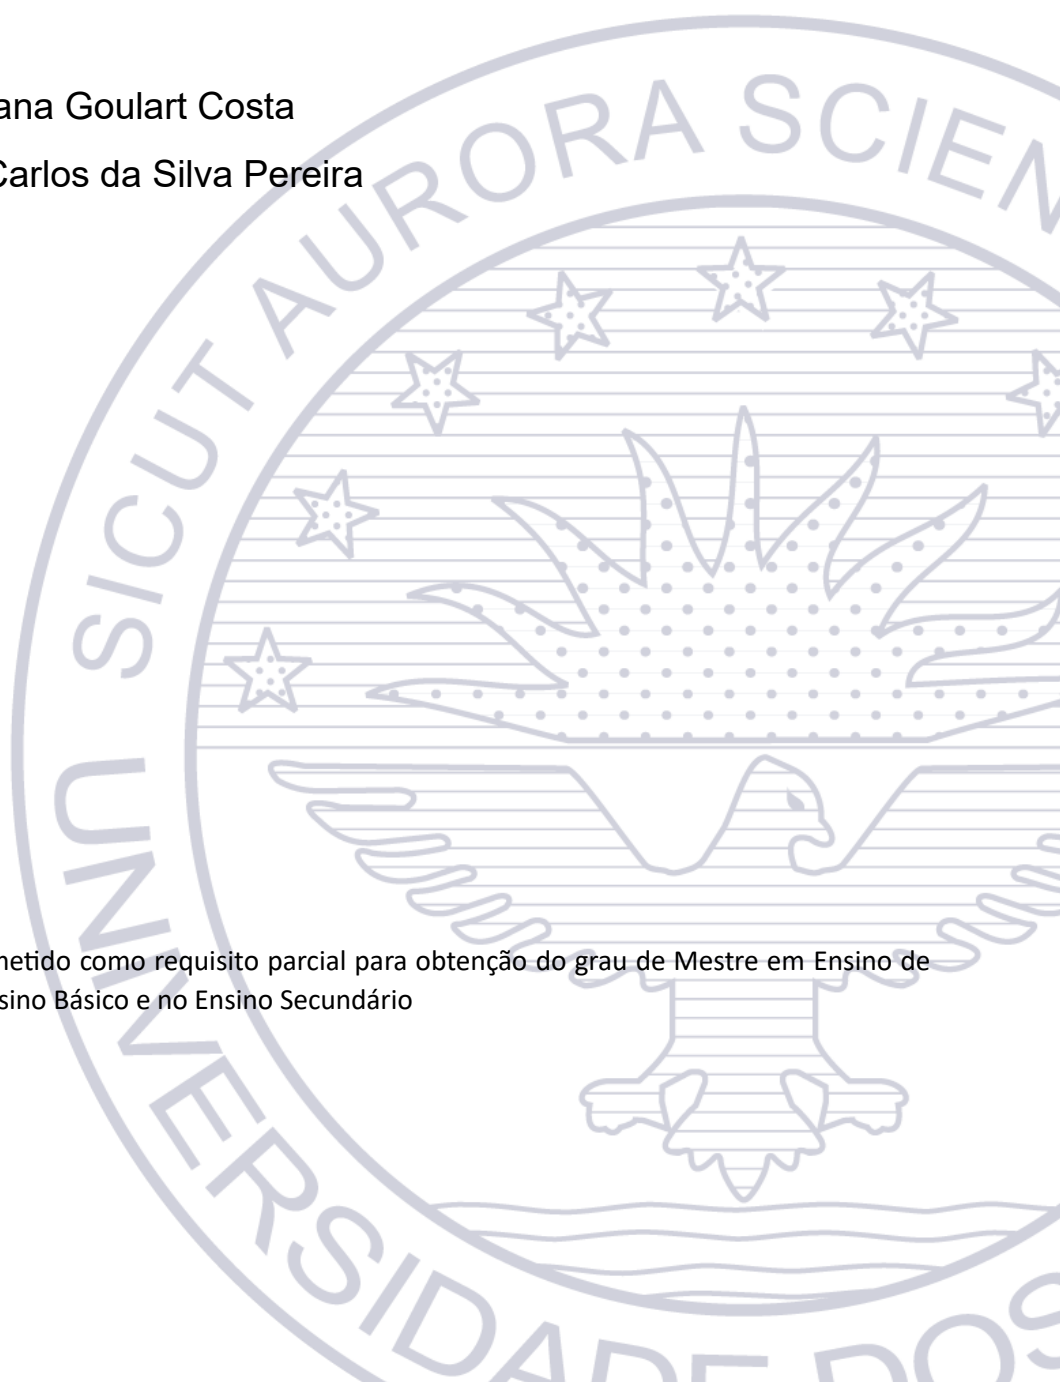 ana Goulart Costa
Carlos da Silva Pereira
SICUT AURORA SCIEN
metido como requisito parcial para obtenção do grau de Mestre em Ensino de
sino Básico e no Ensino Secundário
UNIVERSIDADE DOS